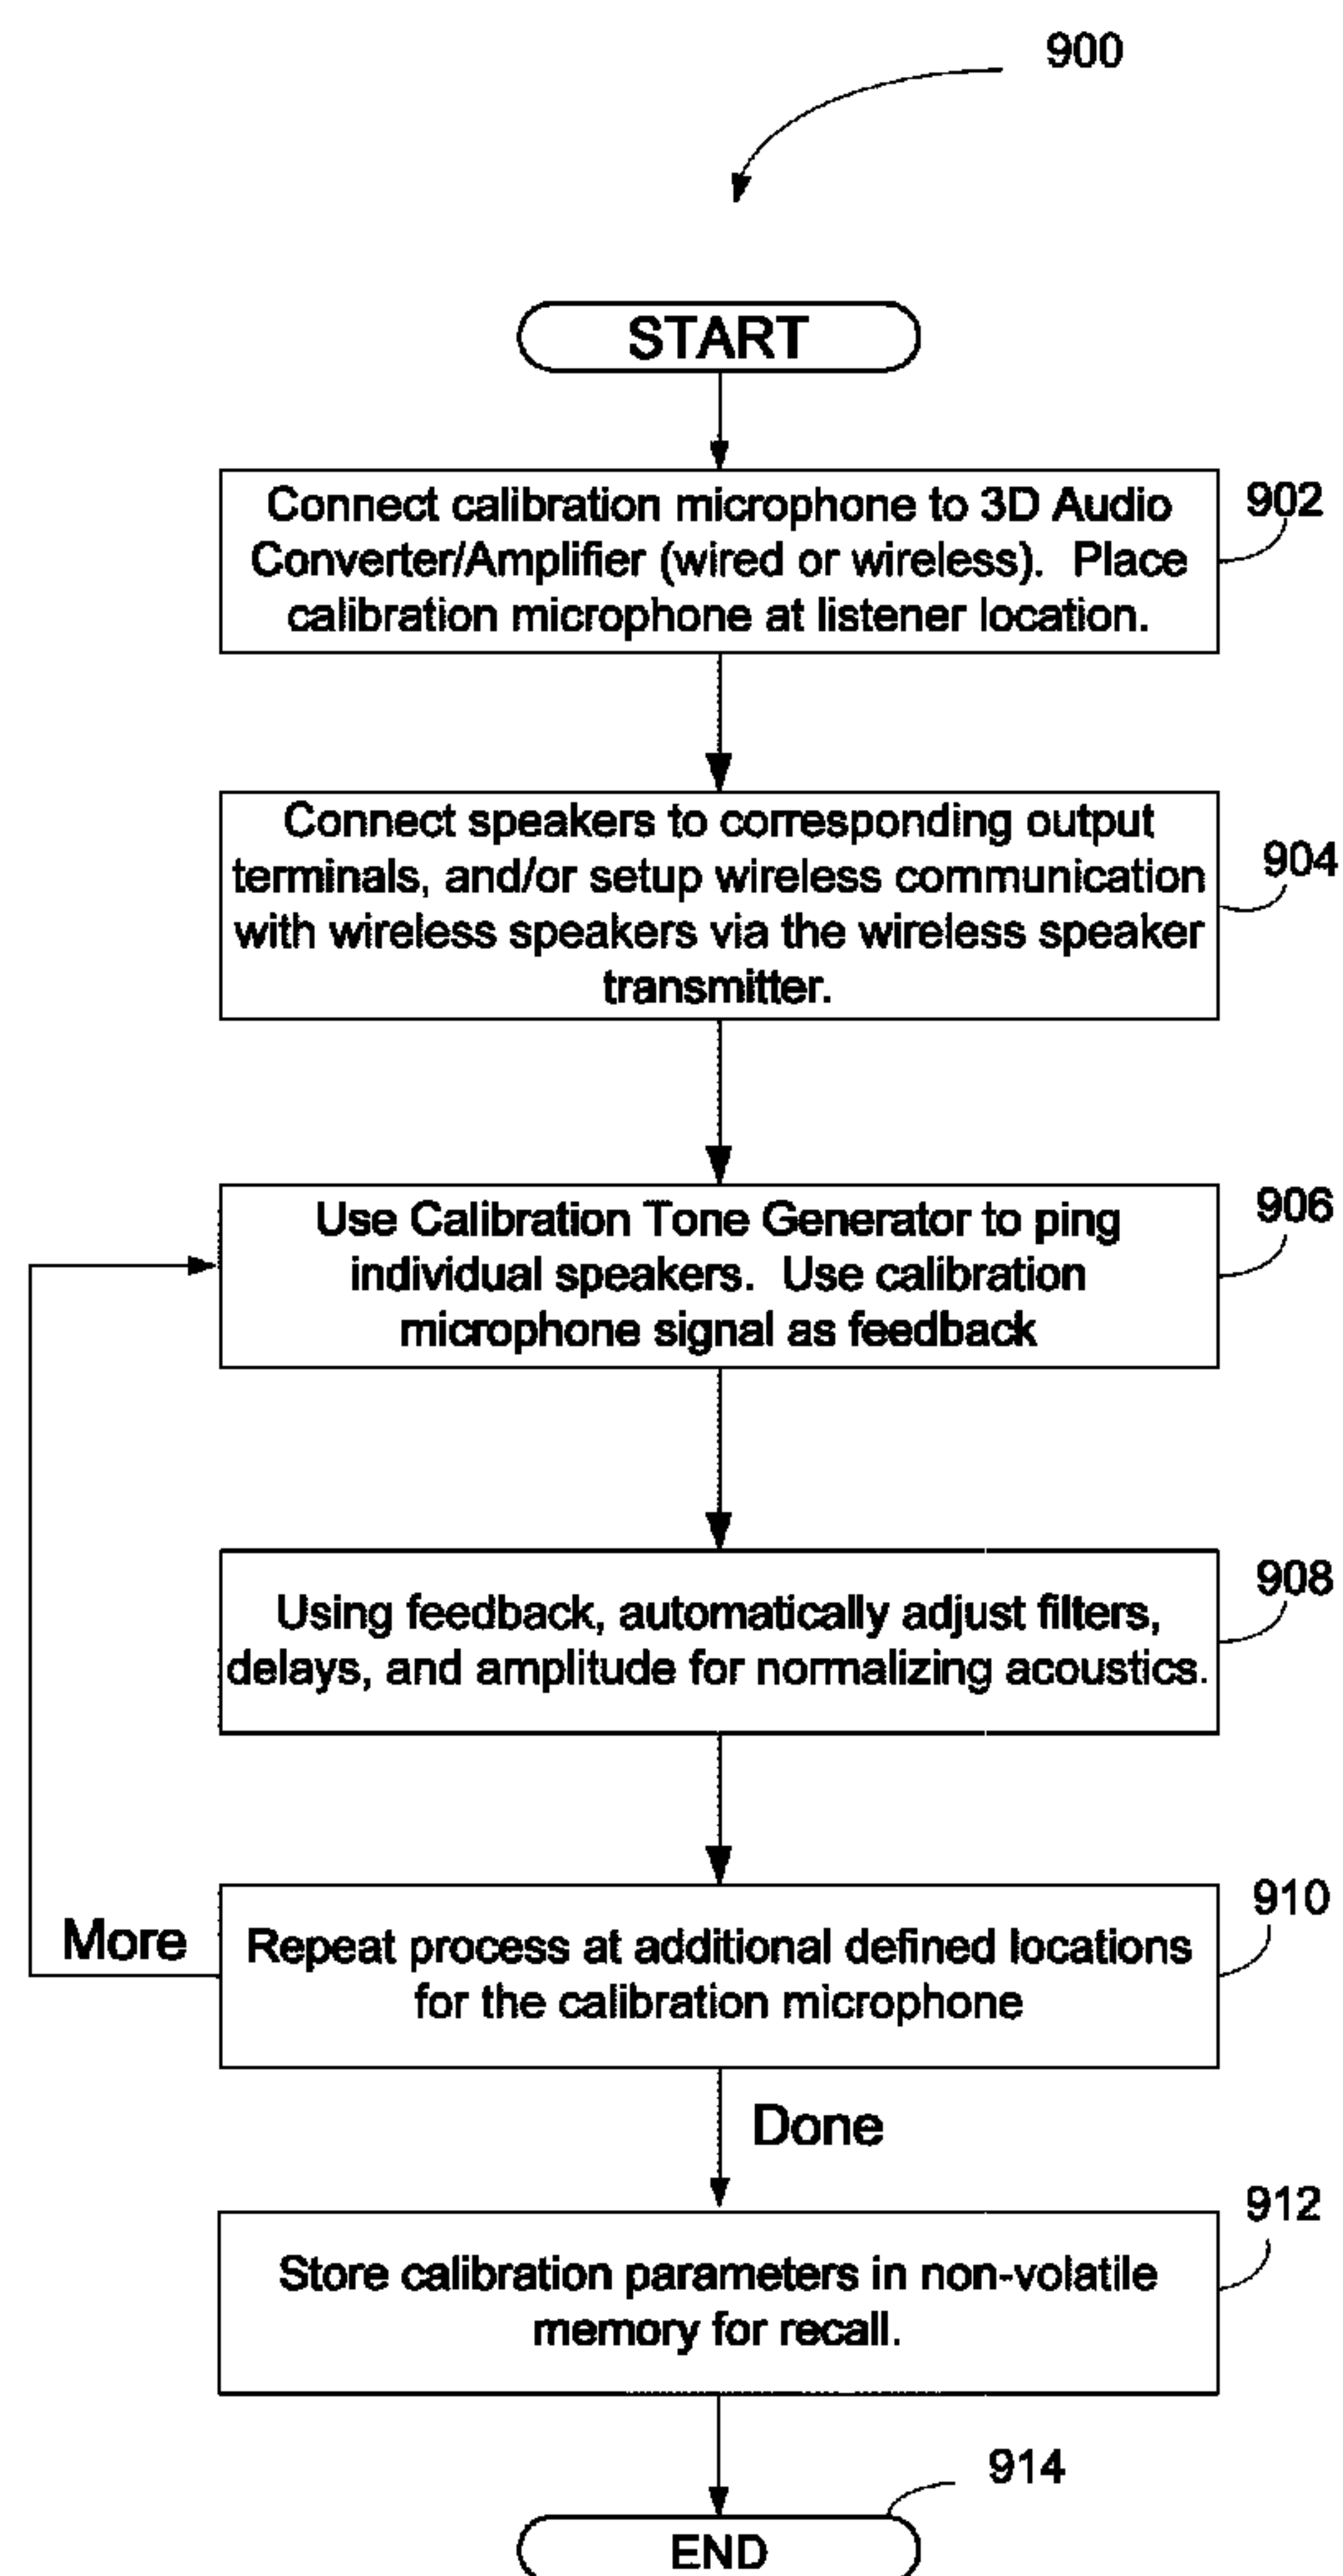 900
START
Connect calibration microphone to 3D Audio
Converter/Amplifier (wired or wireless).  Place
calibration microphone at listener location.
902
Connect speakers to corresponding output
terminals, and/or setup wireless communication
with wireless speakers via the wireless speaker
transmitter.
904
Use Calibration Tone Generator to ping
individual speakers.  Use calibration
microphone signal as feedback
906
Using feedback, automatically adjust filters,
delays, and amplitude for normalizing acoustics.
908
More
Repeat process at additional defined locations
for the calibration microphone
910
Done
Store calibration parameters in non-volatile
memory for recall.
912
914
END